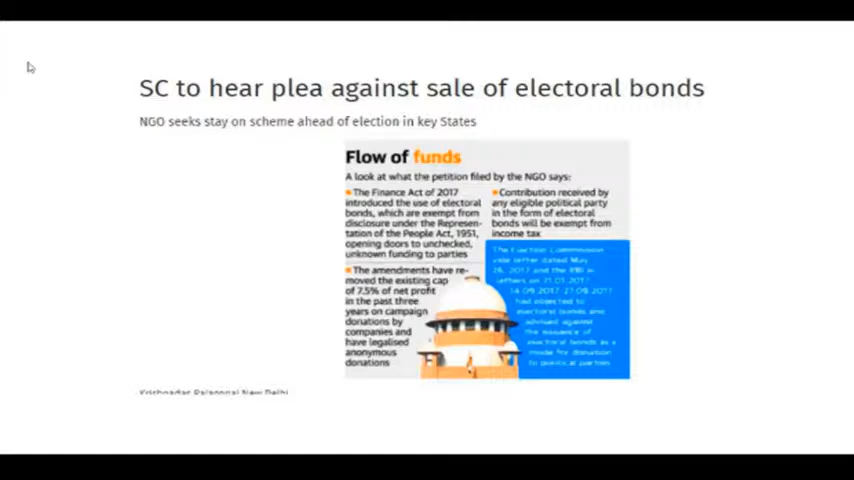 SC to hear plea against sale of electoral bonds
NGO seeks stay on scheme ahead of election in key States
Flow of funds
A look at what the petition filed by the NGO says:
■The Finance Act of 2017
introduced the use of electoral
bonds, which are exempt from
disclosure under the Represen-
tation of the People Act, 1951,
opening doors to unchecked,
unknown funding to parties
■The amendments have re-
moved the existing cap
of 7.5% of net profit
in the past three
years on campaign
donations by
companies and
have legalised
anonymous
donations
■Contribution received by
any eligible political party
in the form of electoral
bonds will be exempt from
income tax
The Election Commission
vide letter dated May
26, 2017 and the RBI in
letters on
had objected to
electoral bonds and
advised against
the issuance of
electoral bonds as a
mode for donation
to political parties
New Delhi